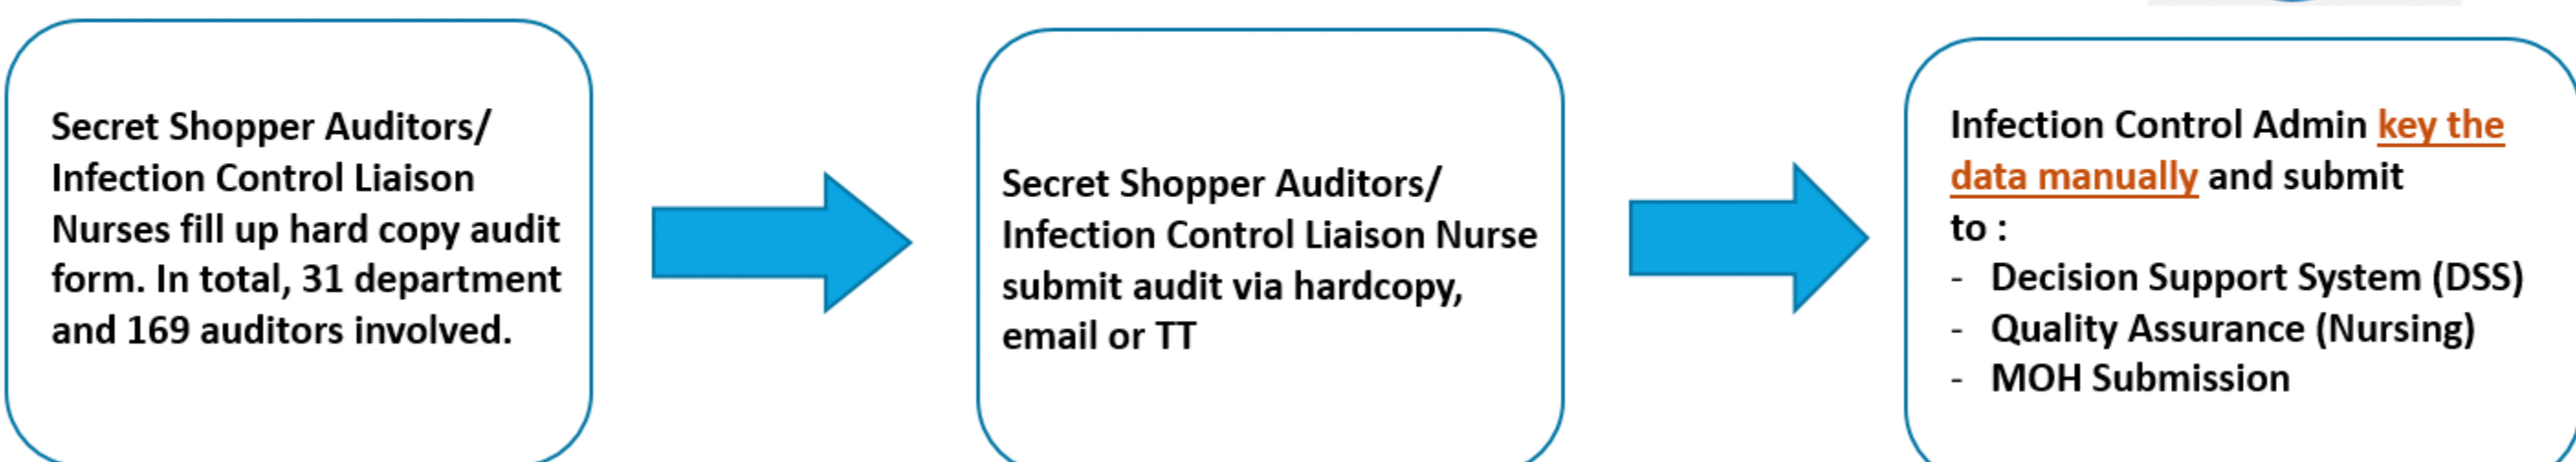 Secret Shopper Auditors/
Infection Control Liaison
Nurses fill up hard copy audit
form. In total, 31 department
and 169 auditors involved.
Secret Shopper Auditors/
Infection Control Liaison Nurse
submit audit via hardcopy,
email or TT
Infection Control Admin key the
data manually and submit
to :
- Decision Support System (DSS)
- Quality Assurance (Nursing)
- MOH Submission